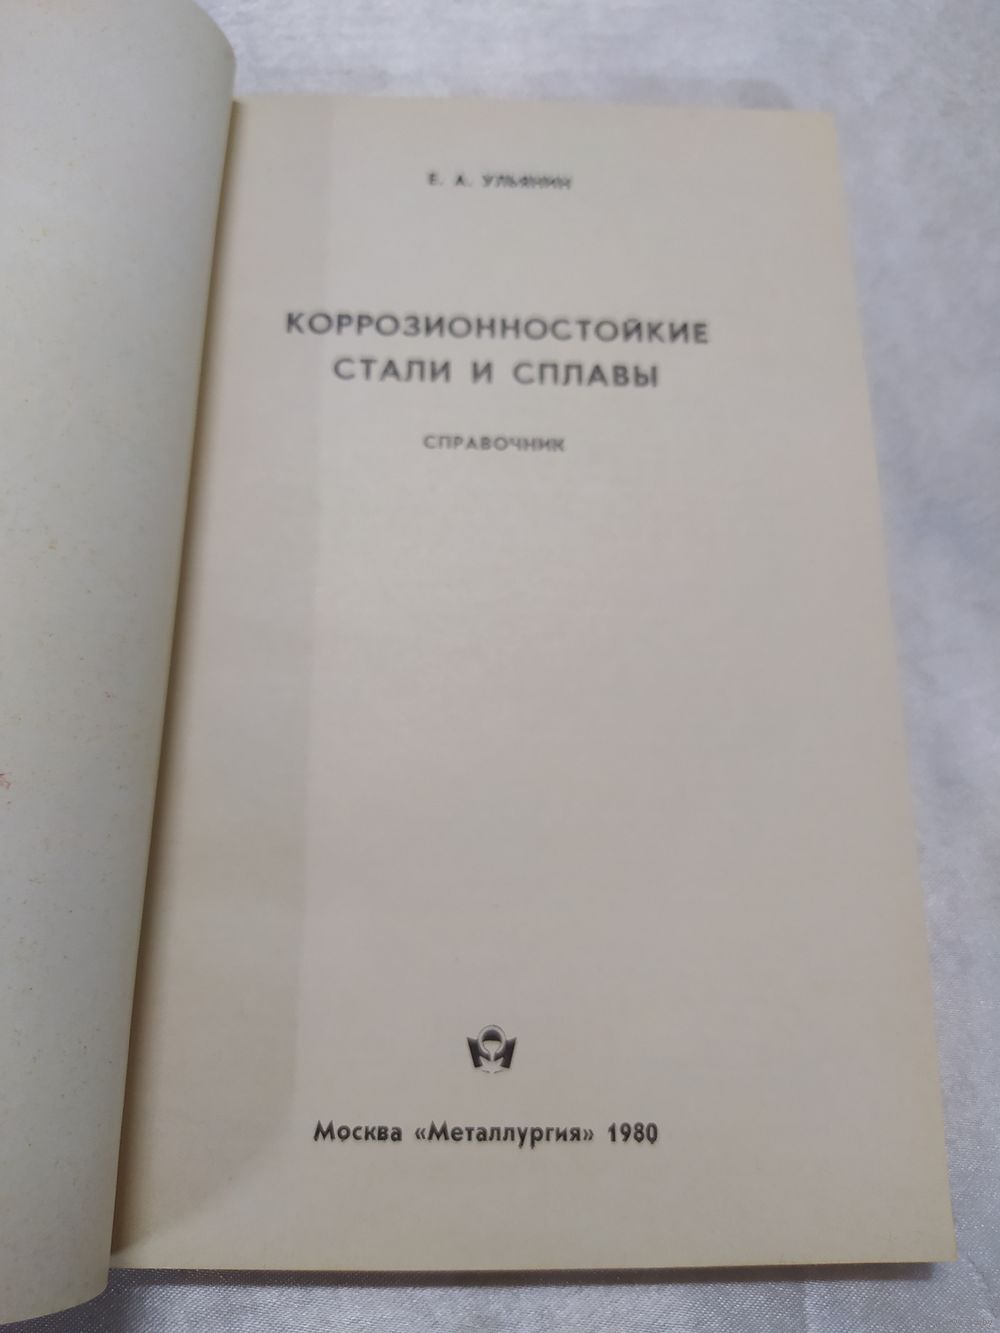 Е. А. УЛЬЯНИН
КОРРОЗИОННОСТОЙКИЕ
СТАЛИ И СПЛАВЫ
СПРАВОЧНИК
Москва «Металлургия» 1980